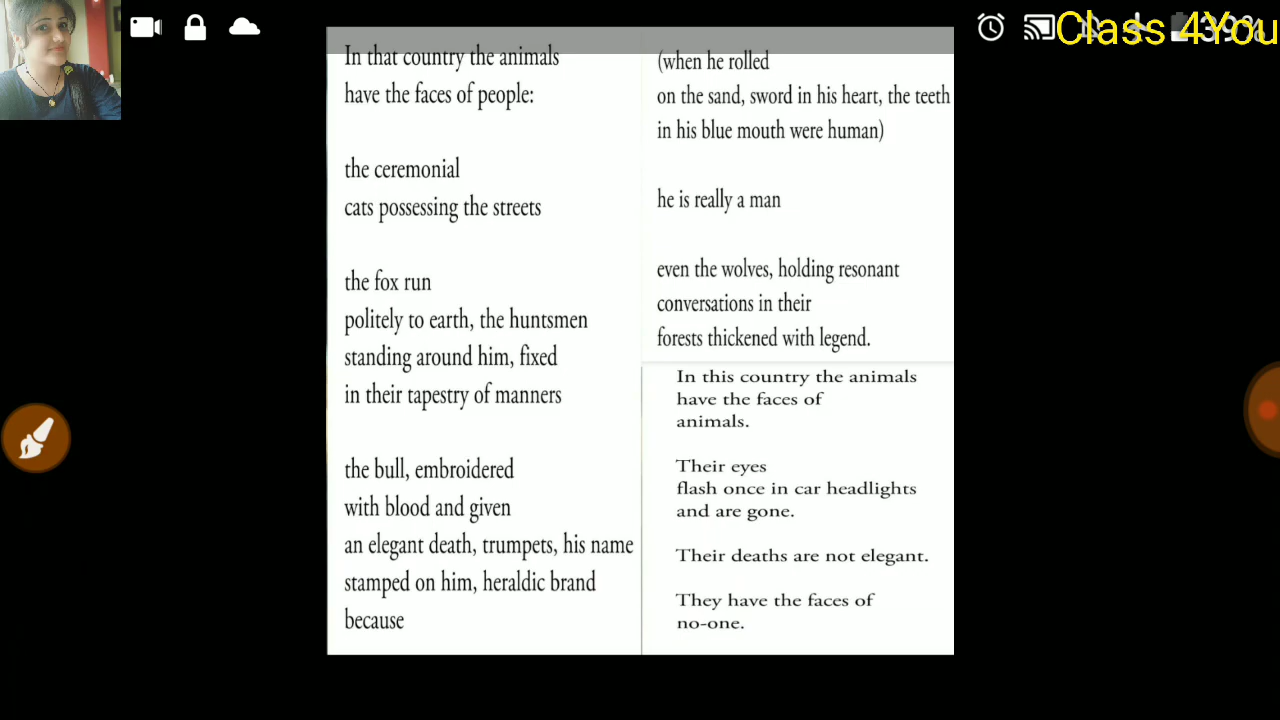 Class 4You
39%
In that country the animals
have the faces of people:
the ceremonial
cats possessing the streets
the fox run
politely to earth, the huntsmen
standing around him, fixed
in their tapestry of manners
the bull, embroidered
with blood and given
an elegant death, trumpets, his name
stamped on him, heraldic brand
because
(when he rolled
on the sand, sword in his heart, the teeth
in his blue mouth were human)
he is really a man
even the wolves, holding resonant
conversations in their
forests thickened with legend.
In this country the animals
have the faces of
animals.
Their eyes
flash once in car headlights
and are gone.
Their deaths are not elegant.
They have the faces of
no-one.